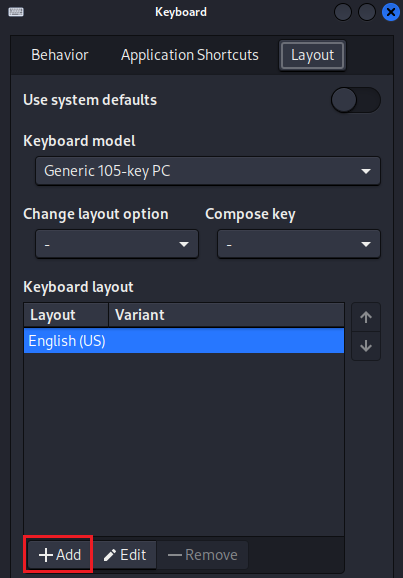 Keyboard
Behavior Application Shortcuts Layout
Use system defaults
Keyboard model
Generic 105-key PC
Change layout option Compose key
- -
Keyboard layout
Layout Variant
English (US)
Add Edit Remove